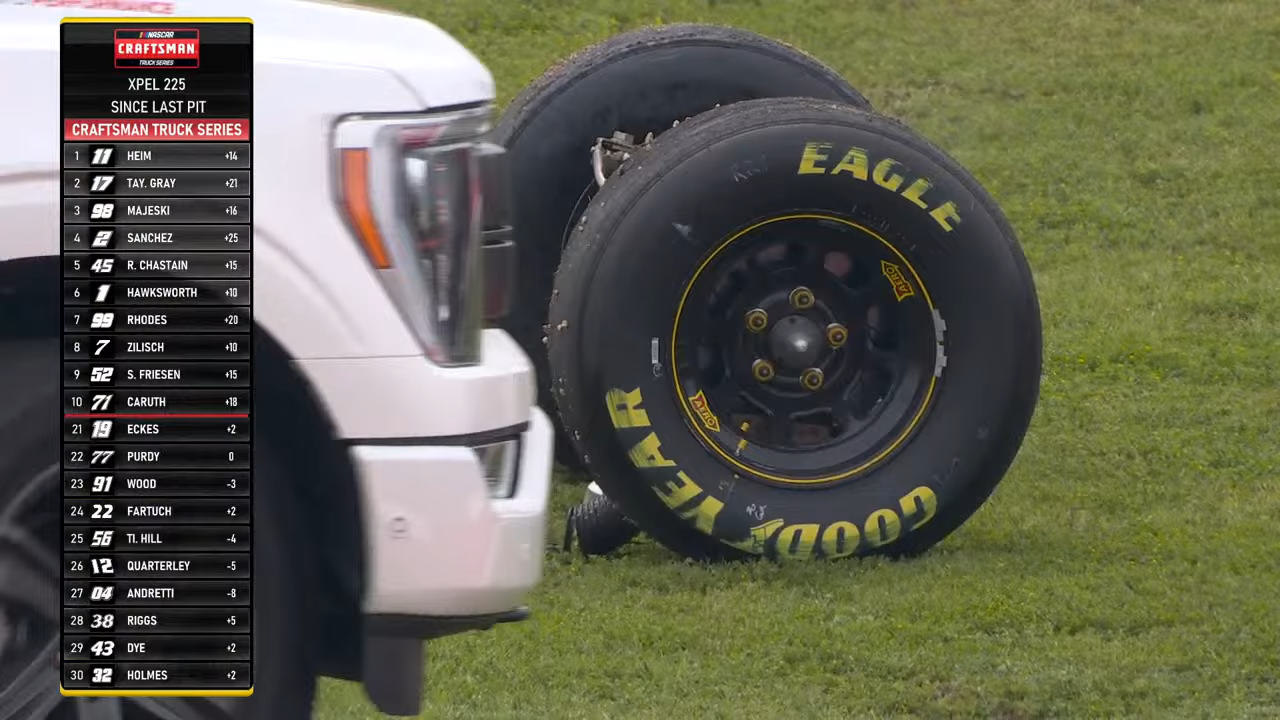 PERFORMANCE
NASCAR
CRAFTSMAN
TRUCK SERIES
XPEL 225
SINCE LAST PIT
CRAFTSMAN TRUCK SERIES
1 11 HEIM +14
2 17 TAY. GRAY +21
3 98 MAJESKI +16
4 2 SANCHEZ +25
5 45 R. CHASTAIN +15
6 1 HAWKSWORTH +10
7 99 RHODES +20
8 7 ZILISCH +10
9 52 S. FRIESEN +15
10 71 CARUTH +18
21 19 ECKES +2
22 77 PURDY 0
23 91 WOOD -3
24 22 FARTUCH +2
25 56 TI. HILL -4
26 12 QUARTERLEY -5
27 04 ANDRETTI -8
28 38 RIGGS +5
29 43 DYE +2
30 32 HOLMES +2
EAGLE
AERO
AERO
GOODYEAR